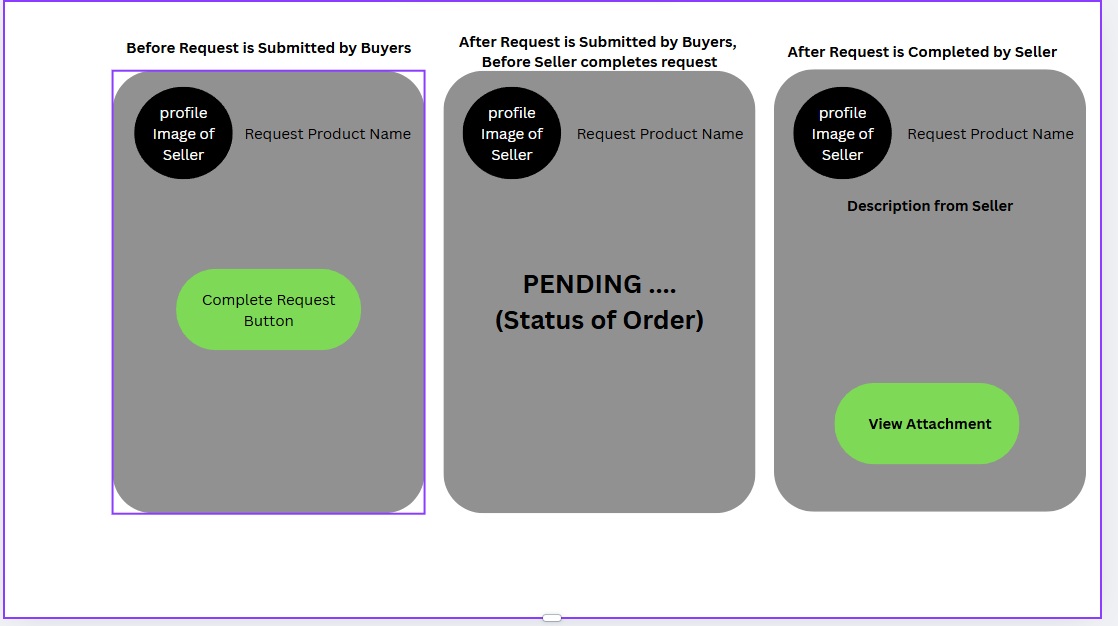 Before Request is Submitted by Buyers
After Request is Submitted by Buyers,
Before Seller completes request
After Request is Completed by Seller
profile
Image of
Seller
Request Product Name
Complete Request
Button
profile
Image of
Seller
Request Product Name
PENDING ....
(Status of Order)
profile
Image of
Seller
Request Product Name
Description from Seller
View Attachment